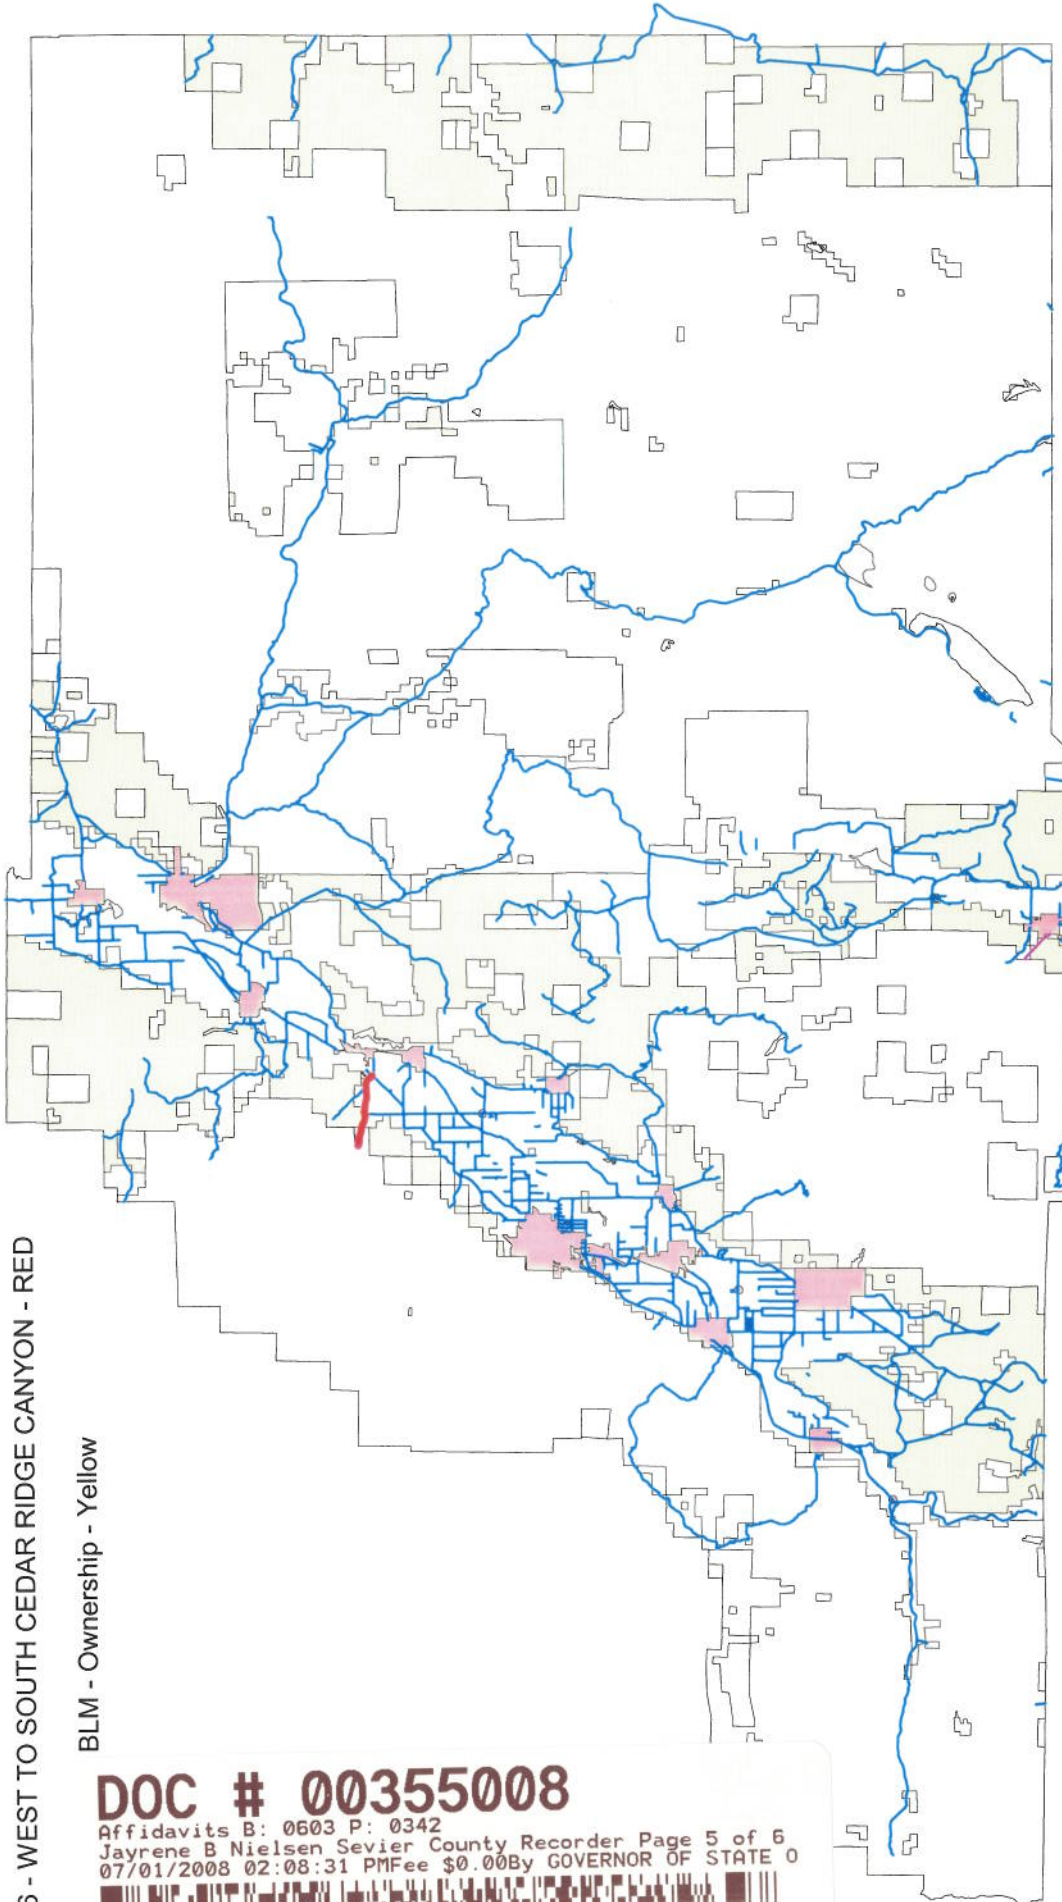 - WEST TO SOUTH CEDAR RIDGE CANYON - RED
BLM - Ownership - Yellow
DOC # 00355008
Affidavits B: 0603 P: 0342
Jayrene B Nielsen Sevier County Recorder Page 5 of 6
07/01/2008 02:08:31 PMFee $0.00By GOVERNOR OF STATE O